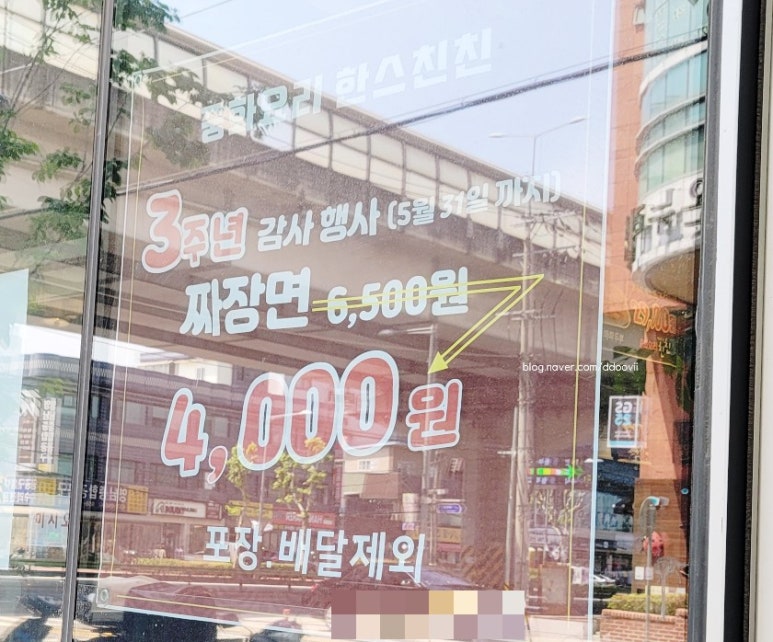 중화요리 한스친친
3주년 감사 행사 (5월 31일 까지)
짜장면 6,500원
4,000원
포장.배달제외
blog.naver.com/ddoovii
GS